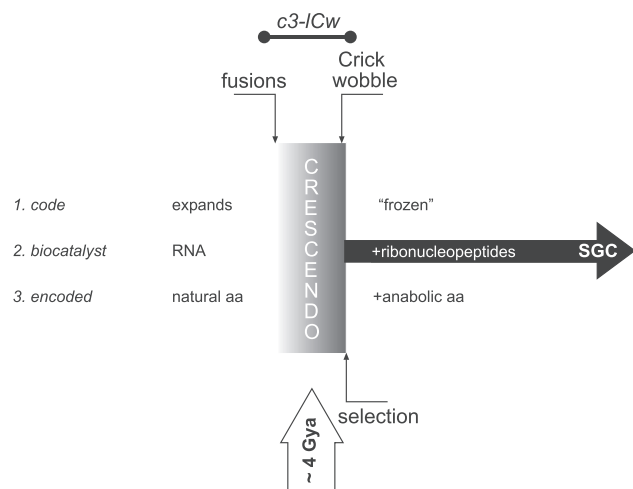 c3-lCw
fusions
Crick
wobble
CRESCENDO
1. code expands “frozen”
2. biocatalyst RNA +ribonucleopeptides SGC
3. encoded natural aa +anabolic aa
selection
~ 4 Gya